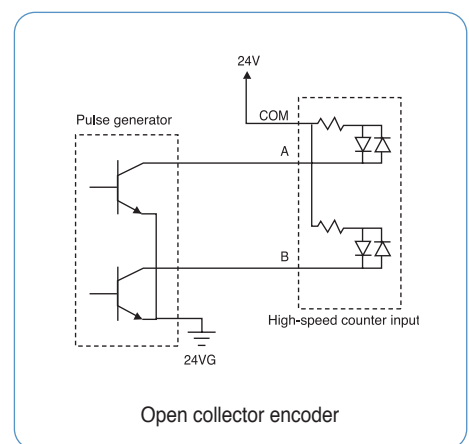 24V
Pulse generator
COM
A
B
High-speed counter input
24VG
Open collector encoder